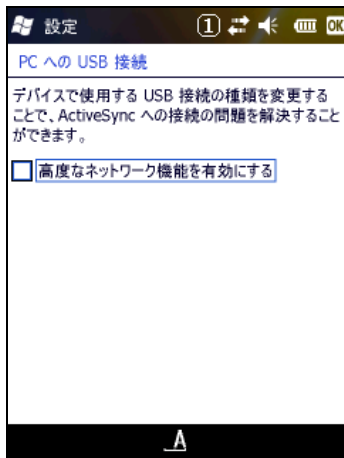 設定 1 OK
PC への USB 接続
デバイスで使用する USB 接続の種類を変更する
ことで、ActiveSync への接続の問題を解決すること
ができます。
高度なネットワーク機能を有効にする
A